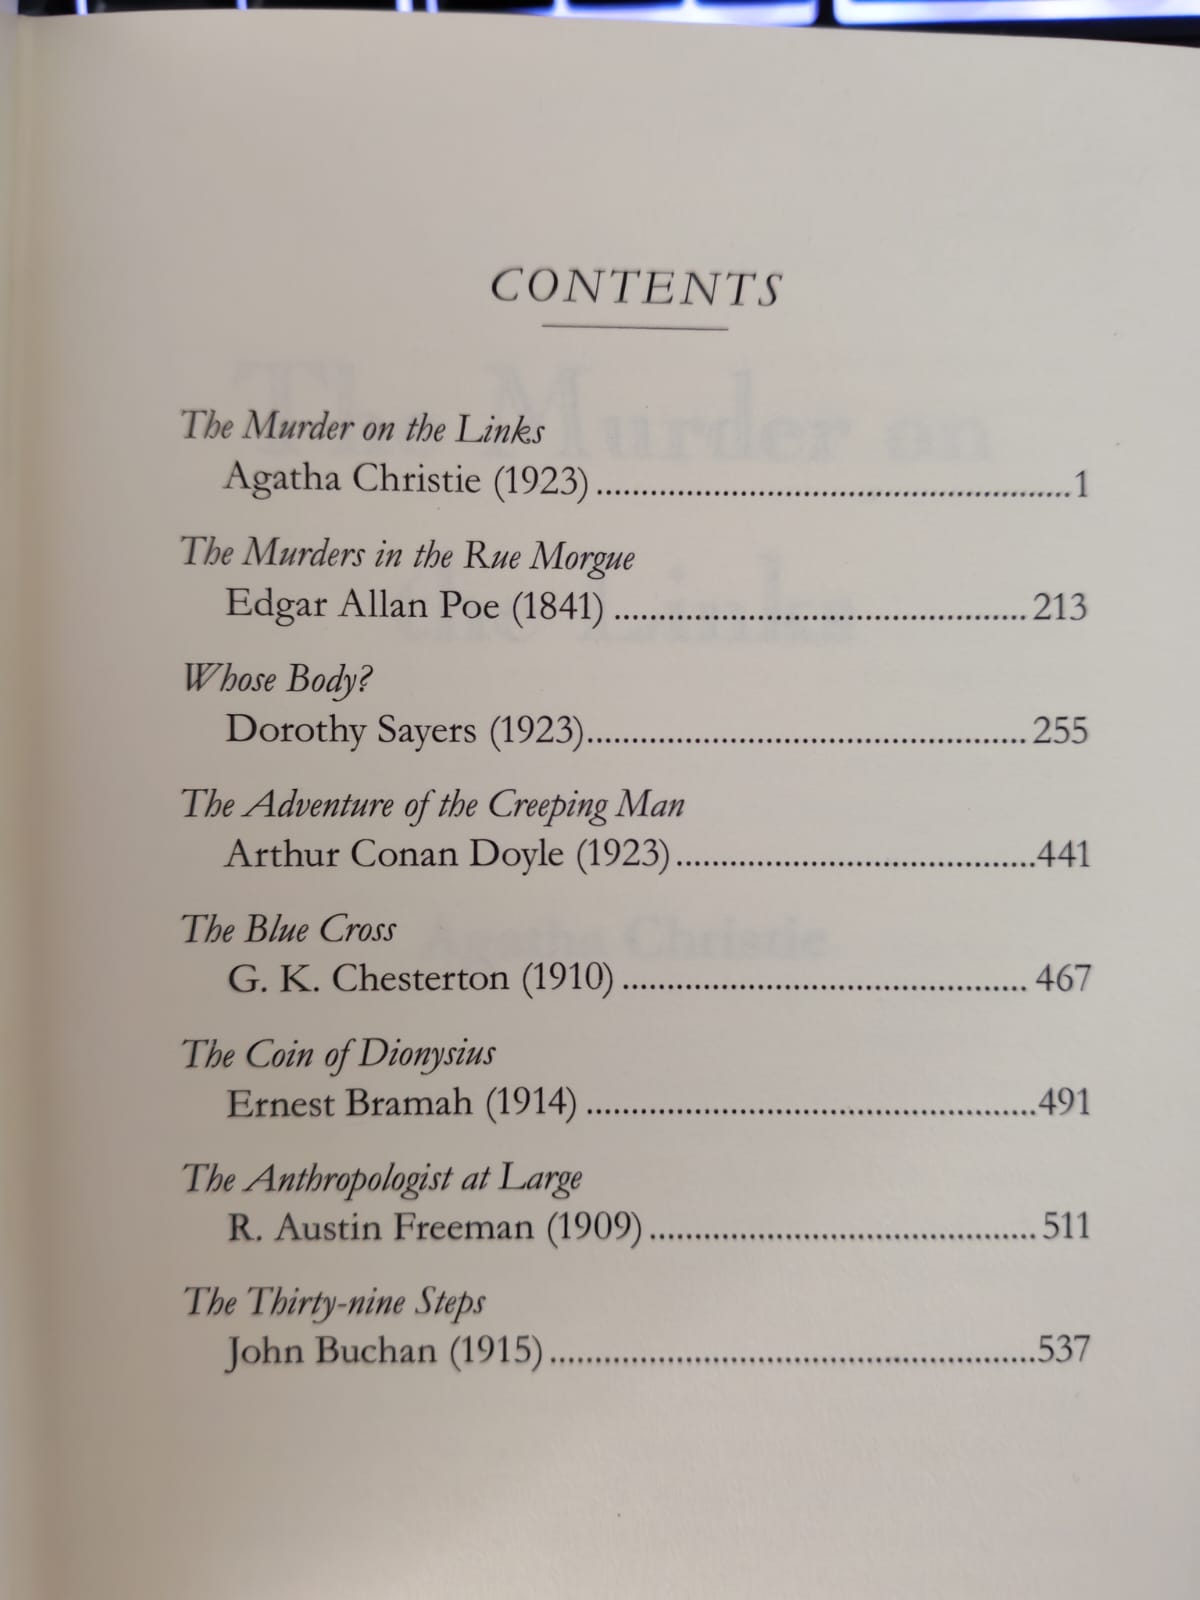 CONTENTS
The Murder on the Links
Agatha Christie (1923)......................................................1
The Murders in the Rue Morgue
Edgar Allan Poe (1841) ..............................................213
Whose Body?
Dorothy Sayers (1923).................................................255
The Adventure of the Creeping Man
Arthur Conan Doyle (1923)........................................441
The Blue Cross
G. K. Chesterton (1910) ............................................. 467
The Coin of Dionysius
Ernest Bramah (1914) ..................................................491
The Anthropologist at Large
R. Austin Freeman (1909)........................................... 511
The Thirty-nine Steps
John Buchan (1915)......................................................537